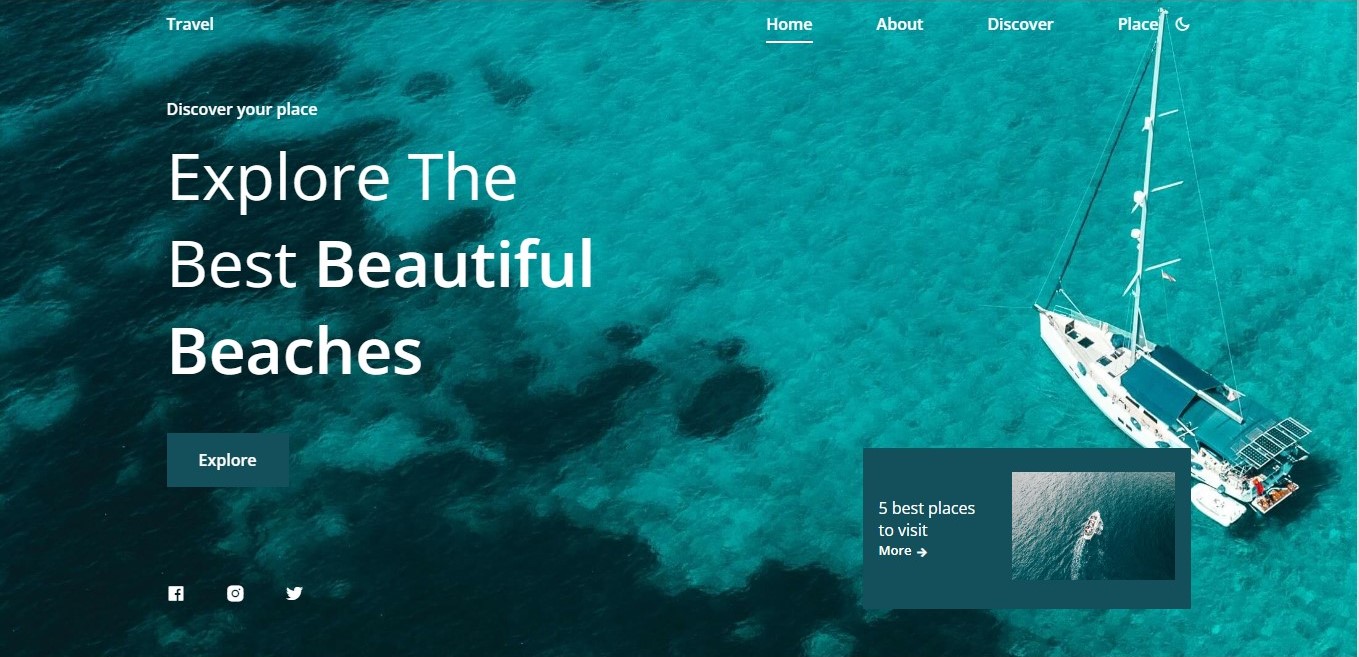 Travel
Home
About
Discover
Place
Discover your place
Explore The
Best Beautiful
Beaches
Explore
5 best places
to visit
More